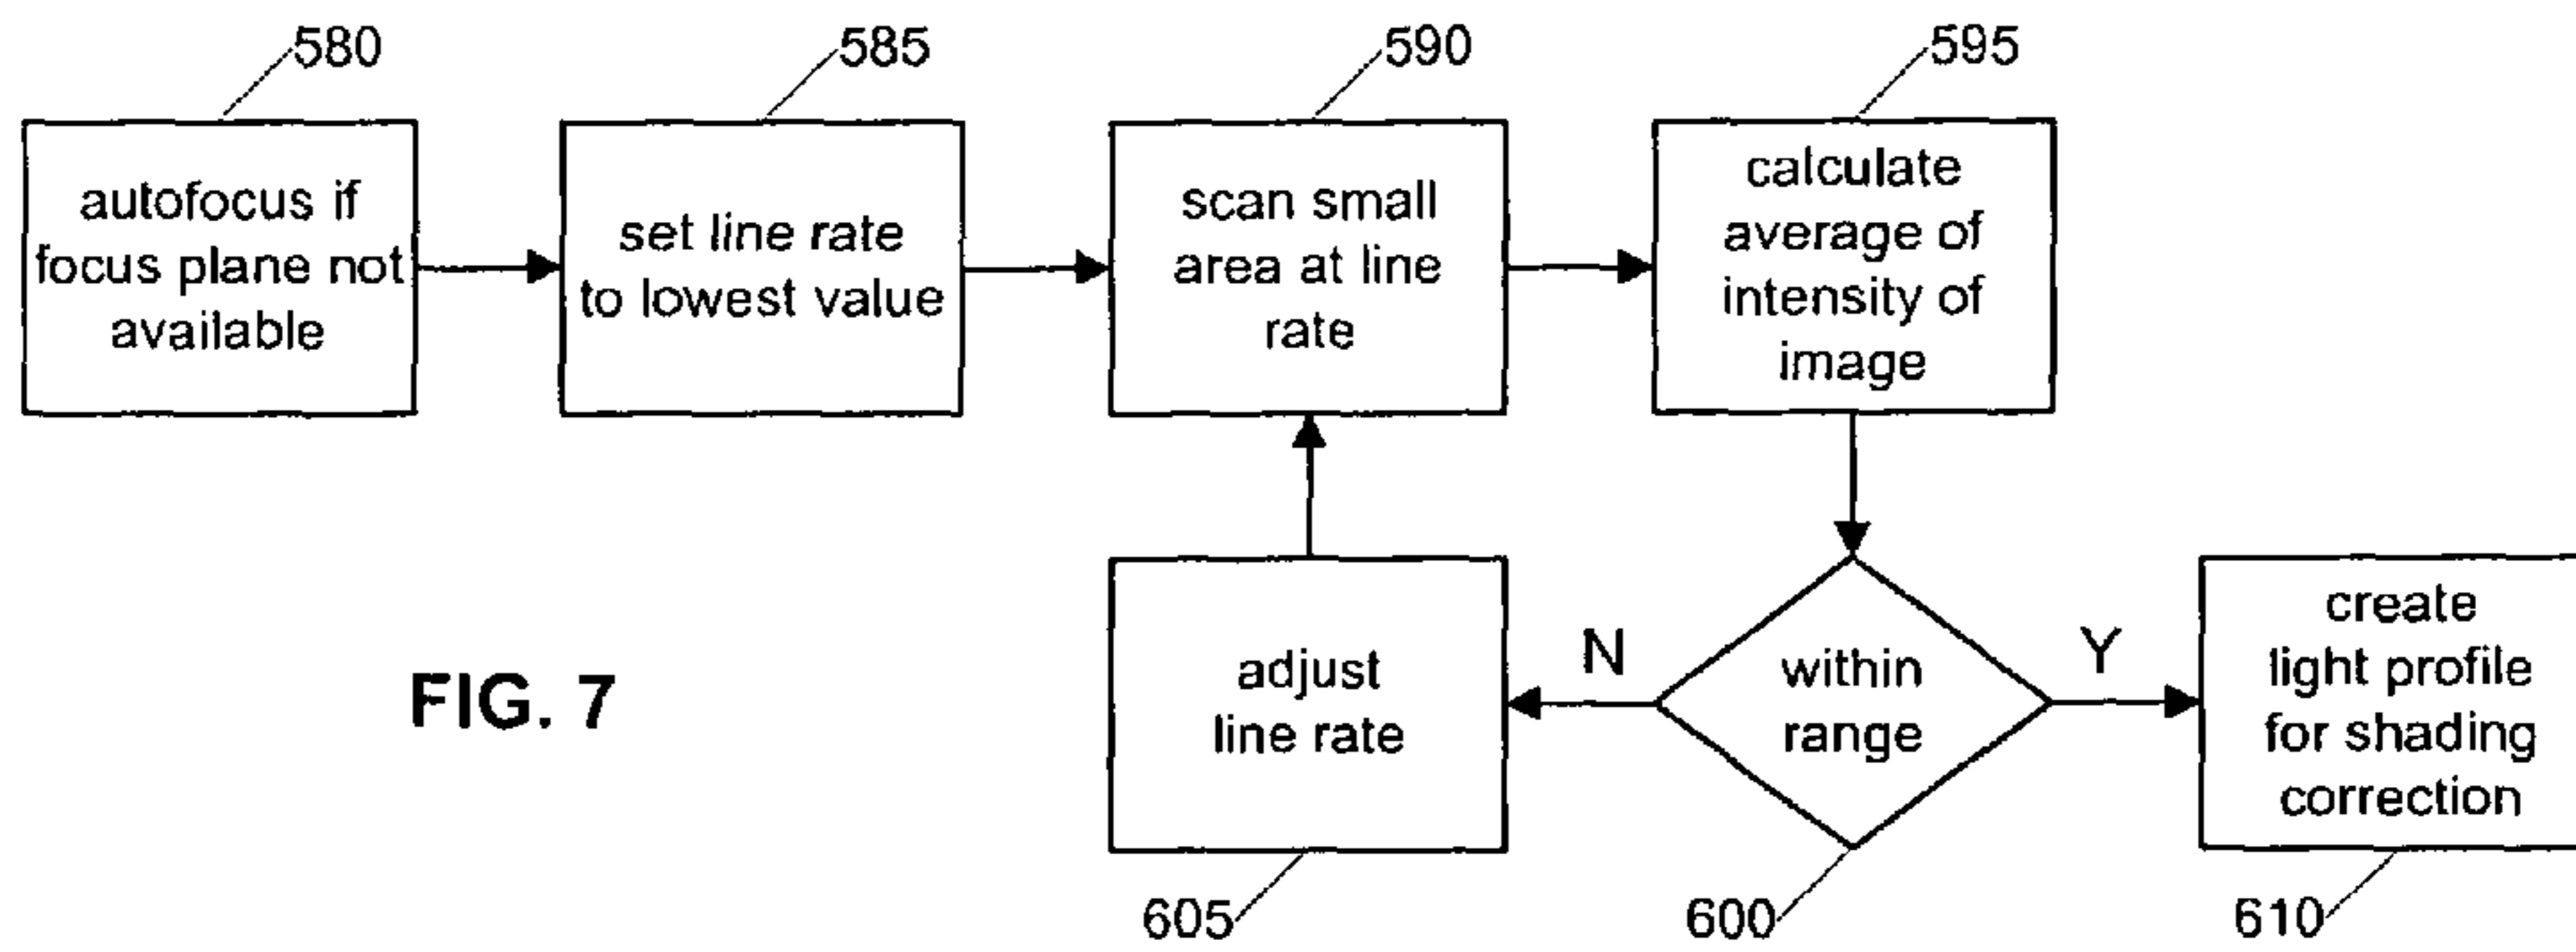 580
585
590
595
autofocus if
focus plane not
available
set line rate
to lowest value
scan small
area at line
rate
calculate
average of
intensity of
image
adjust
line rate
N
within
range
Y
create
light profile
for shading
correction
FIG. 7
605
600
610